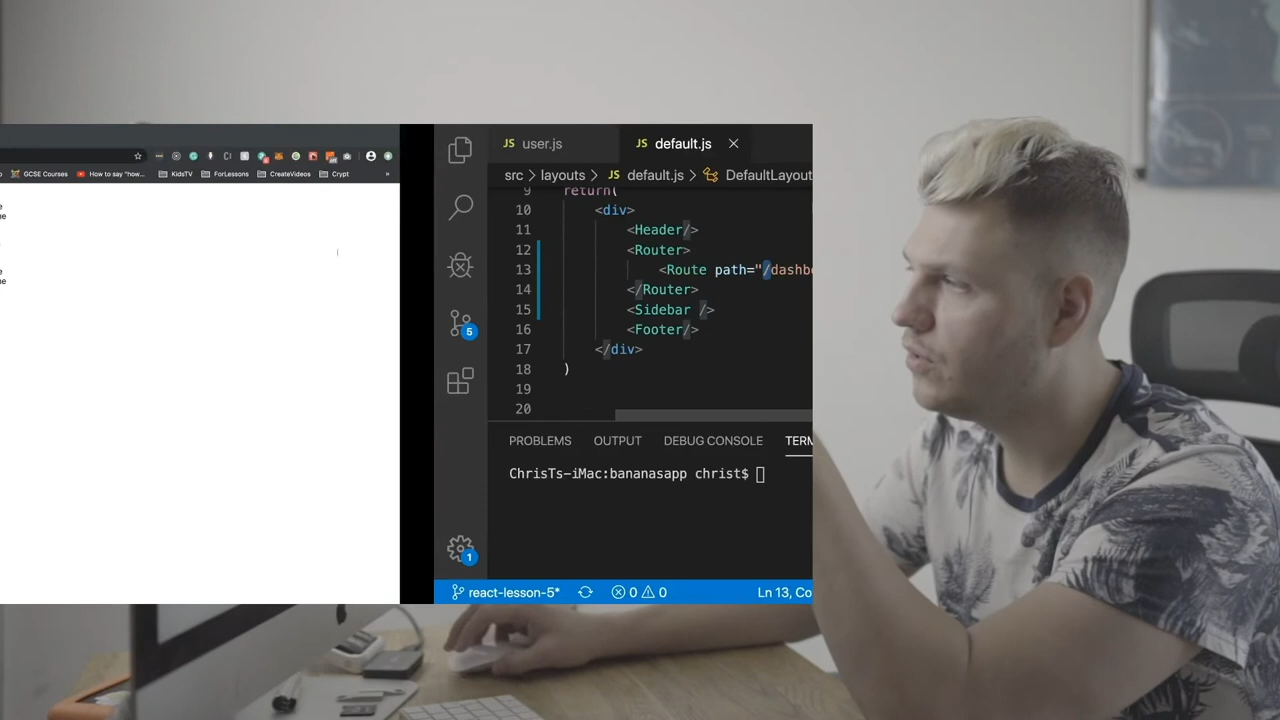 GCSE Courses
How to say "how...
KidsTV
ForLessons
CreateVideos
Crypt
»
JS user.js
JS default.js
src > layouts > JS default.js > DefaultLayout
9 return(
10 <div>
11 <Header/>
12 <Router>
13 <Route path="/dashb
14 </Router>
15 <Sidebar />
16 <Footer/>
17 </div>
18 )
19
20
5
PROBLEMS OUTPUT DEBUG CONSOLE TERM
ChrisTs-iMac:bananasapp christ$
1
react-lesson-5* 0 0 Ln 13, Co